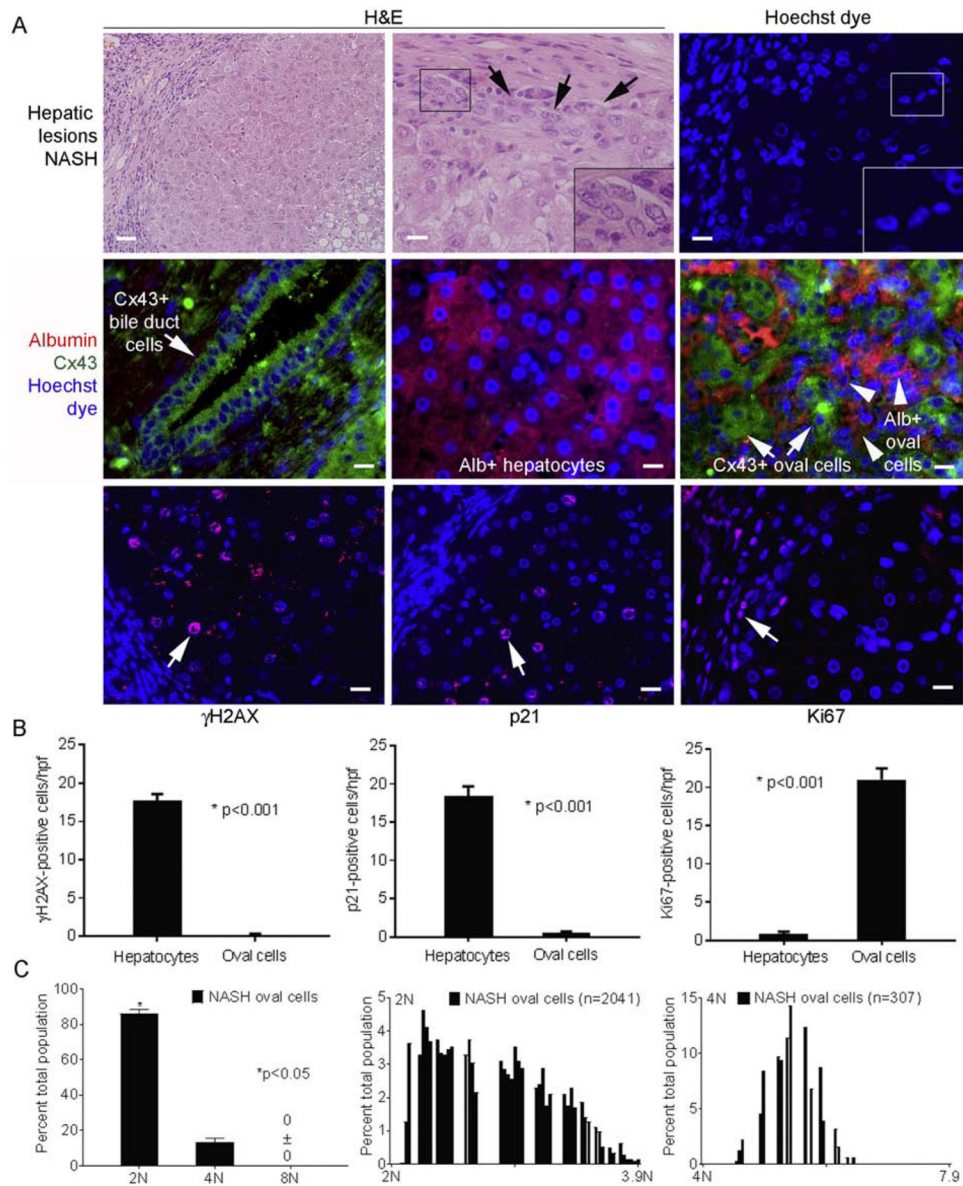 A
H&E
Hoechst dye
Hepatic
lesions
NASH
Albumin
Cx43
Hoechst
dye
Cx43+
bile duct
cells
Alb+ hepatocytes
Alb+
oval
cells
Cx43+ oval cells
γH2AX
p21
Ki67
B
γH2AX-positive cells/hpf
25
20
15
10
5
0
* p<0.001
Hepatocytes
Oval cells
p21-positive cells/hpf
25
20
15
10
5
0
* p<0.001
Hepatocytes
Oval cells
Ki67-positive cells/hpf
25
20
15
10
5
0
* p<0.001
Hepatocytes
Oval cells
C
Percent total population
100
80
60
40
20
0
*
NASH oval cells
*p<0.05
0
±
0
2N
4N
8N
Percent total population
5
4
3
2
1
0
2N
NASH oval cells (n=2041)
2N
3.9N
Percent total population
15
10
5
0
4N
NASH oval cells (n=307)
4N
7.9